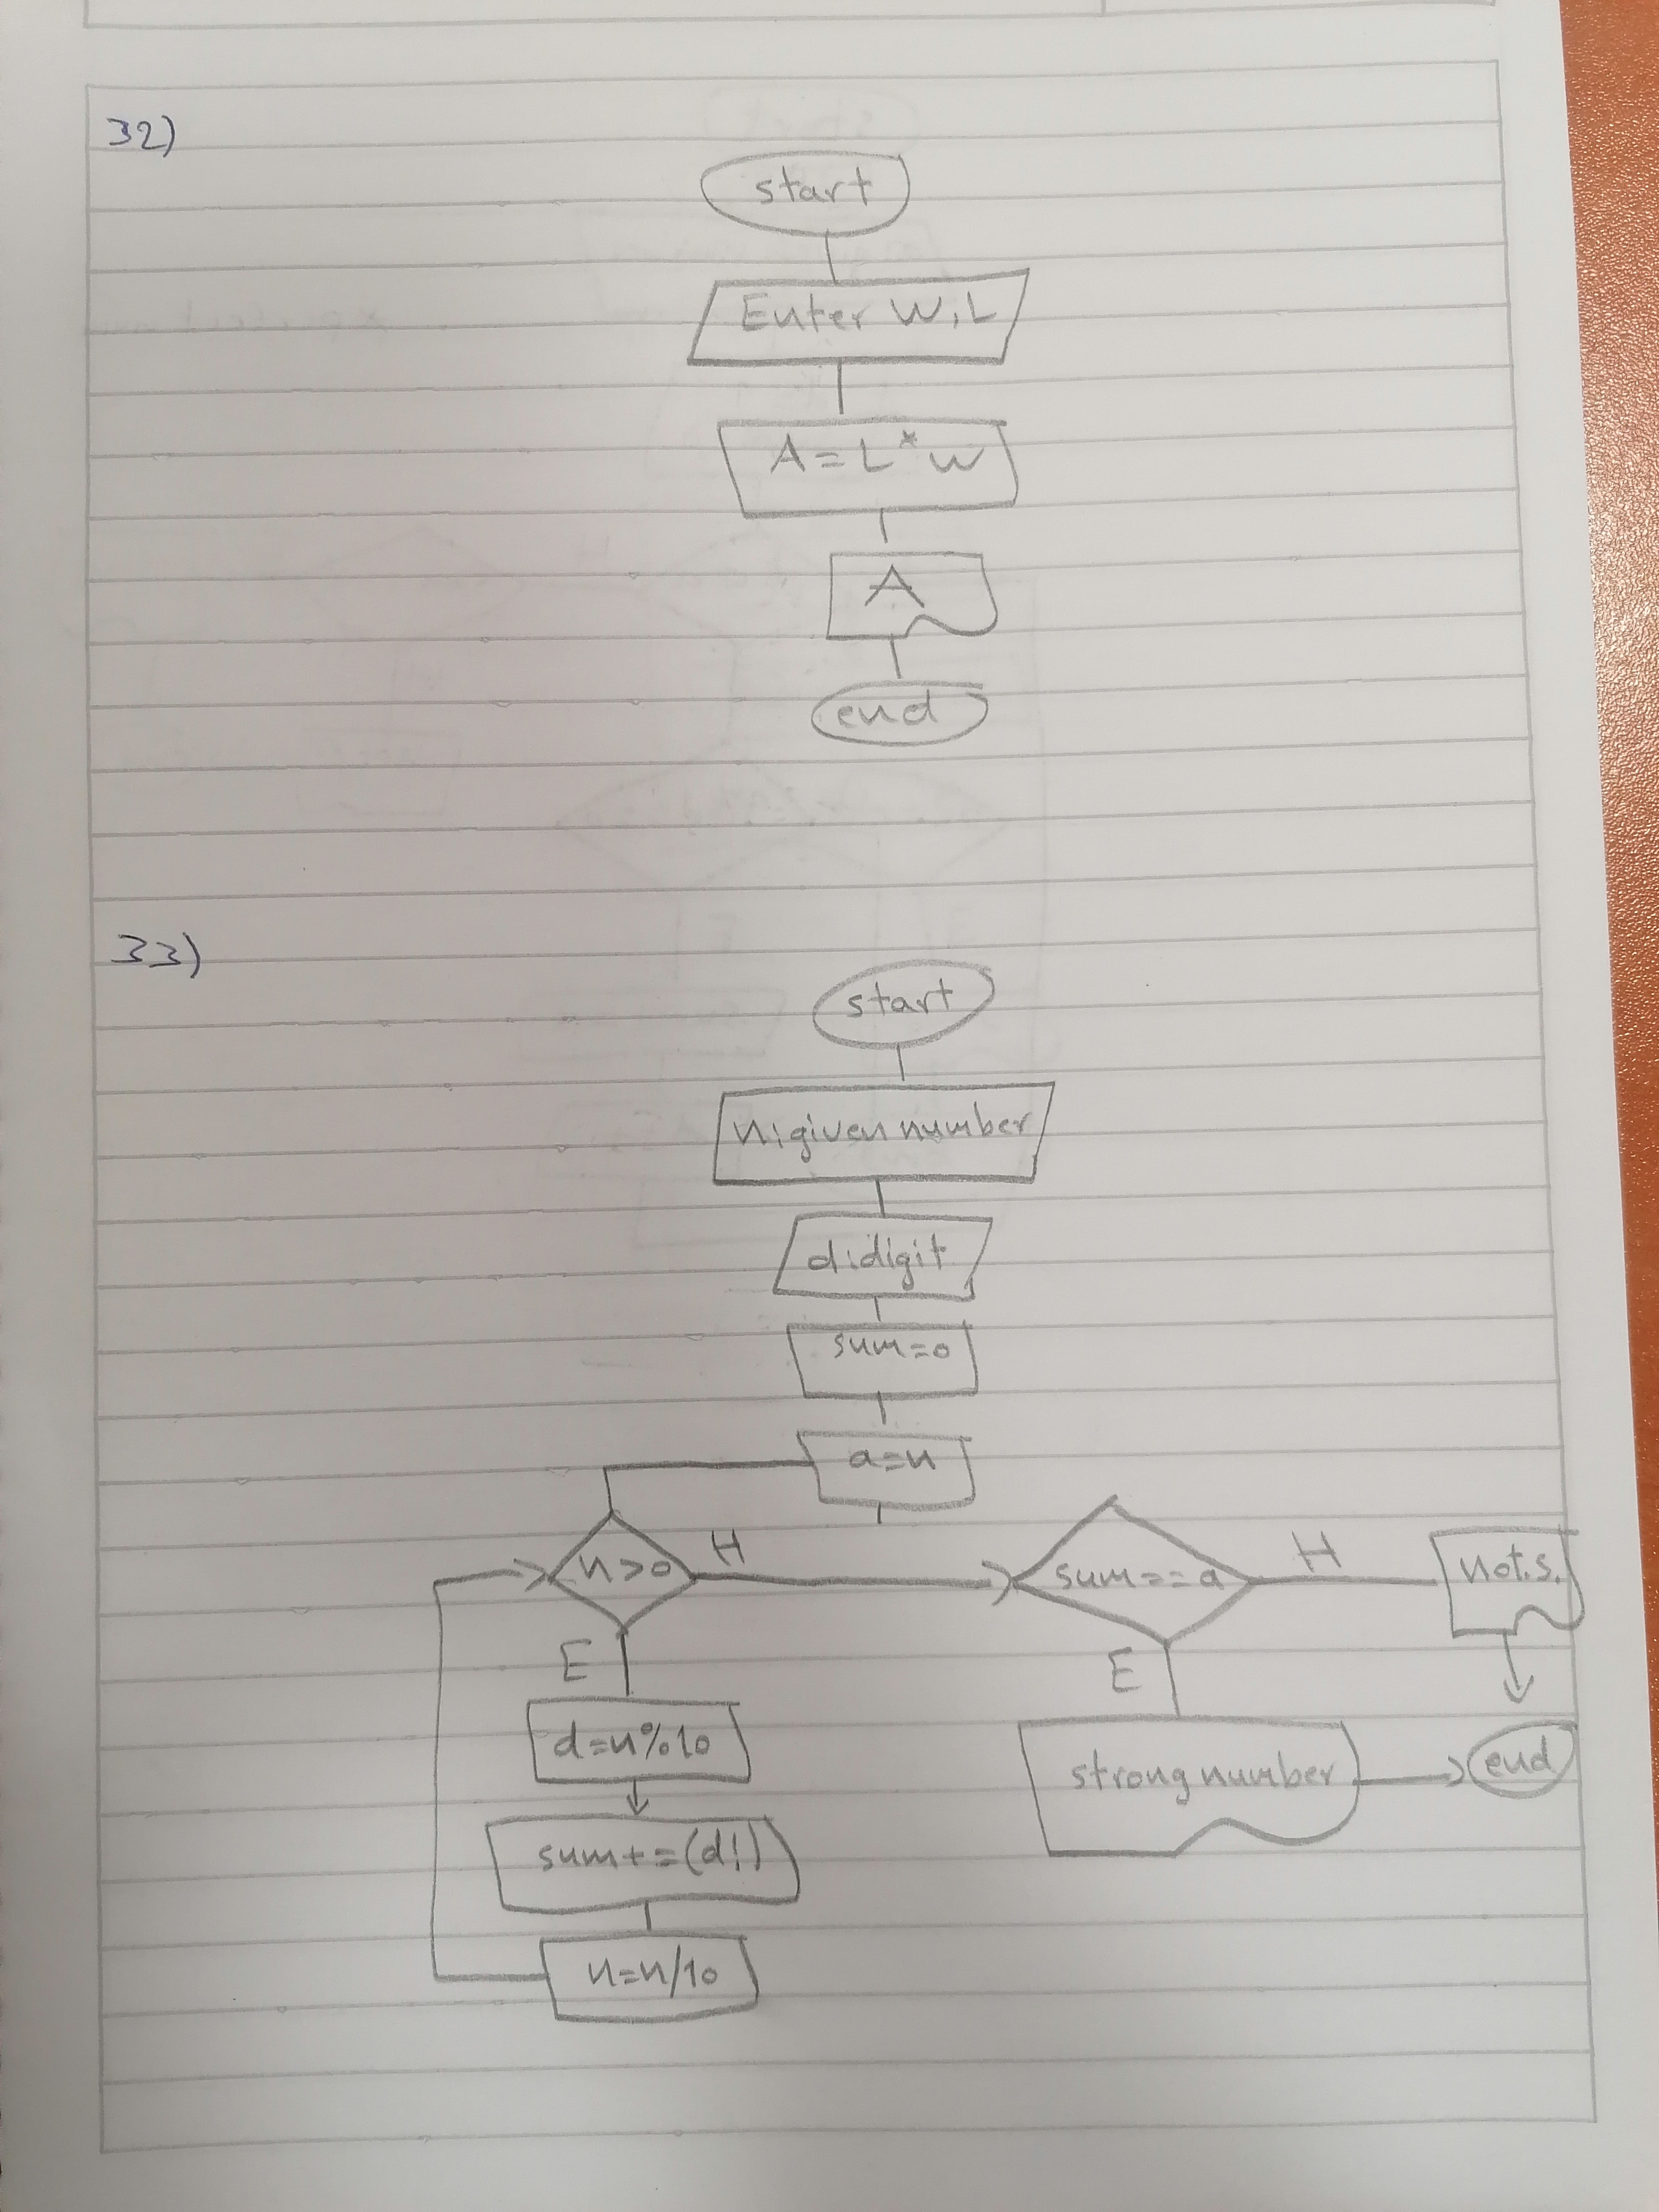 32)
start
Enter W,L
A=L*W
A
end
33)
start
n:given number
d:digit
sum=0
a=n
n>0
H
sum==a
H
not.s.
E
E
d=n%10
strong number
end
sum+=(d!)
n=n/10